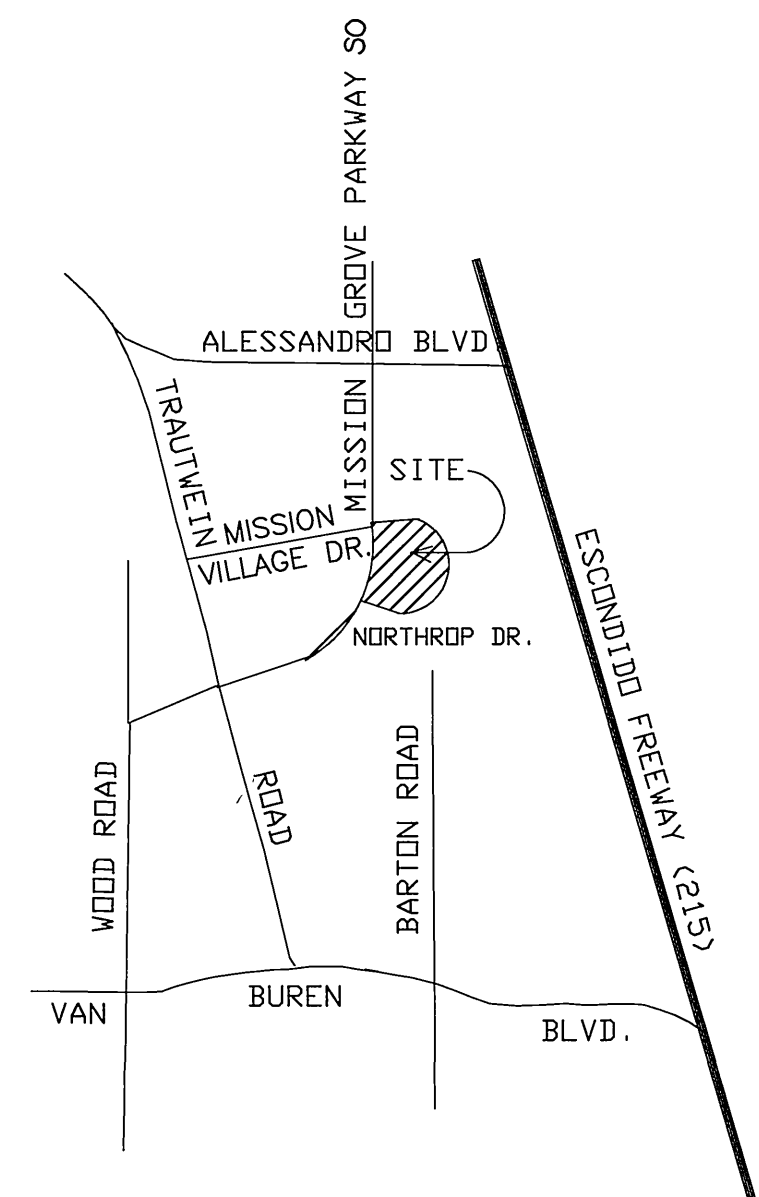 MISSION GROVE PARKWAY SO
ALESSANDRO BLVD
TRAUTWEIN
SITE
MISSION
VILLAGE DR.
ESCONDIDO FREEWAY (215)
NORTHROP DR.
ROAD
WOOD ROAD
BARTON ROAD
VAN
BUREN
BLVD.